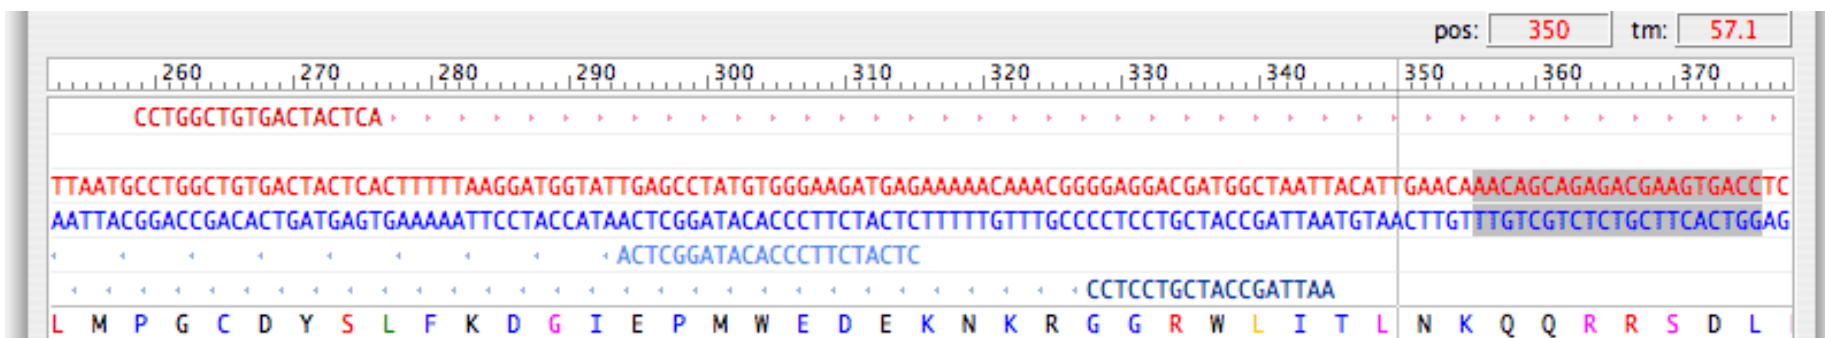 pos: 350 tm: 57.1
260 270 280 290 300 310 320 330 340 350 360 370
CCTGGCTGTGACTACTCA
TTAATGCCTGGCTGTGACTACTCACTTTTTAAGGATGGTATTGAGCCTATGTGGGAAGATGAGAAAAACAAACGGGGAGGACGATGGCTAATTACATTGAACAAACAGCAGAGACGAAGTGACCTC
AATTACGGACCGACACTGATGAGTGAAAAATTCCTACCATAACTCGGATACACCCTTCTACTCTTTTTGTTTGCCCCTCCTGCTACCGATTAATGTAACTTGTTTGTCGTCTCTGCTTCACTGGAG
ACTCGGATACACCCTTCTACTC
CCTCCTGCTACCGATTAA
L M P G C D Y S L F K D G I E P M W E D E K N K R G G R W L I T L N K Q Q R R S D L